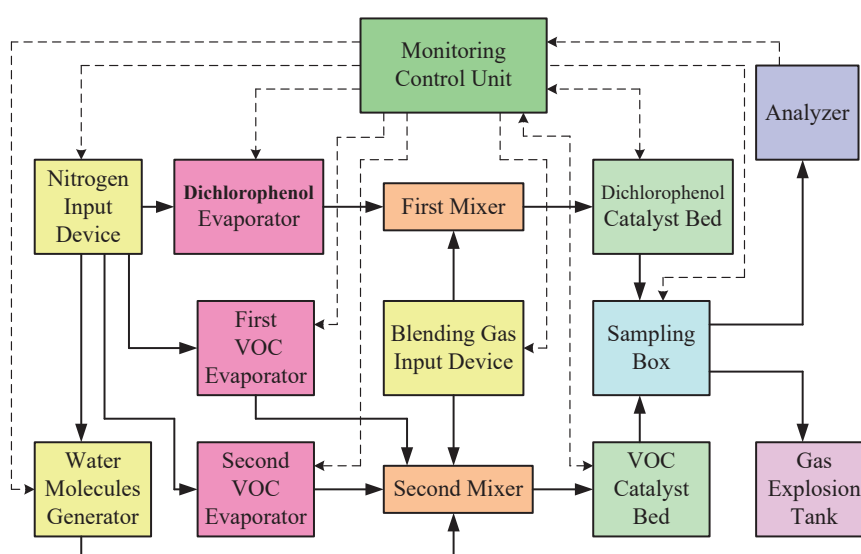 Monitoring
Control Unit
Analyzer
Nitrogen
Input
Device
Dichlorophenol
Evaporator
First Mixer
Dichlorophenol
Catalyst Bed
First
VOC
Evaporator
Blending Gas
Input Device
Sampling
Box
Water
Molecules
Generator
Second
VOC
Evaporator
Second Mixer
VOC
Catalyst
Bed
Gas
Explosion
Tank